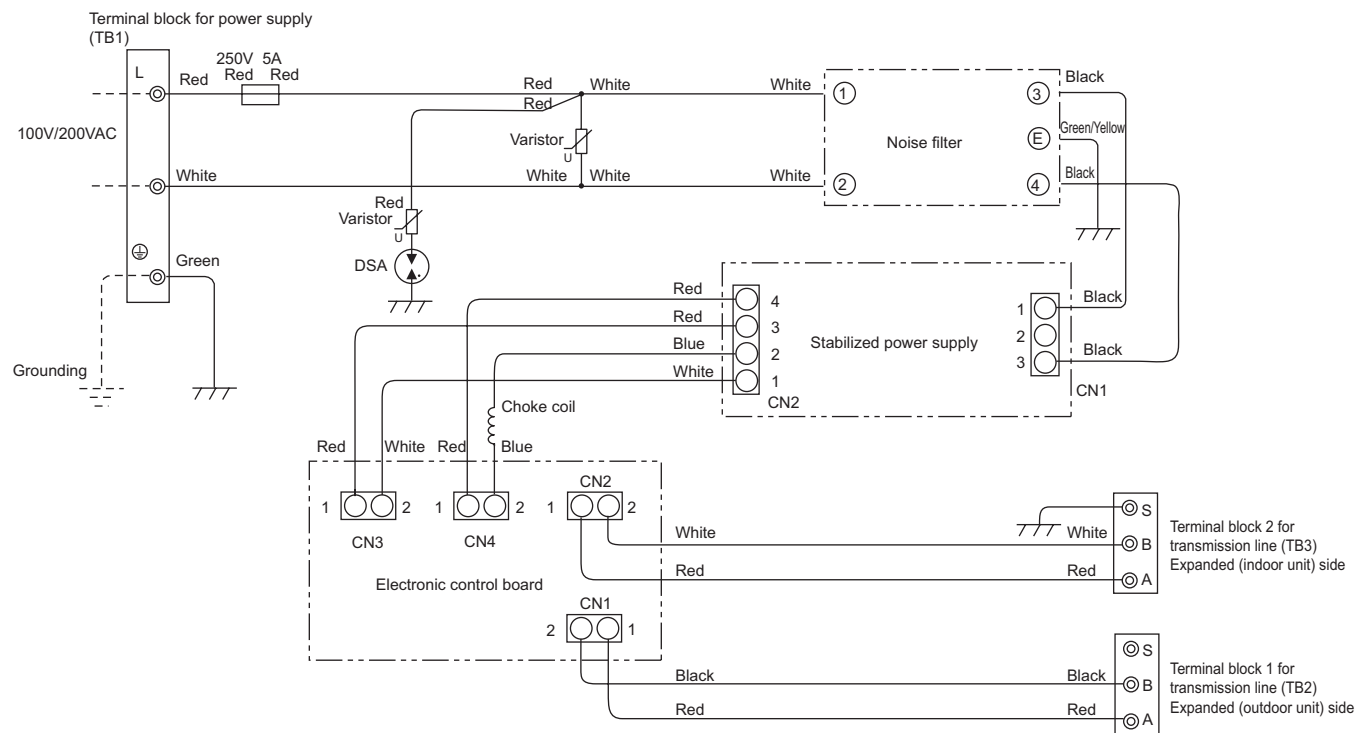 Terminal block for power supply
(TB1)
L
Red
250V 5A
Red Red
Red
Red
White
White
100V/200VAC
Varistor
U
White
White
White
White
Red
Varistor
U
DSA
Green
Grounding
1
2
Noise filter
3
E
4
Black
Green/Yellow
Black
Red
Red
Blue
White
4
3
2
1
CN2
Stabilized power supply
1
2
3
CN1
Black
Black
Choke coil
Red
White
Red
Blue
1
2
CN3
1
2
CN4
CN2
1
2
Electronic control board
CN1
2
1
White
White
Red
Red
S
B
A
Terminal block 2 for
transmission line (TB3)
Expanded (indoor unit) side
Black
Black
Red
Red
S
B
A
Terminal block 1 for
transmission line (TB2)
Expanded (outdoor unit) side